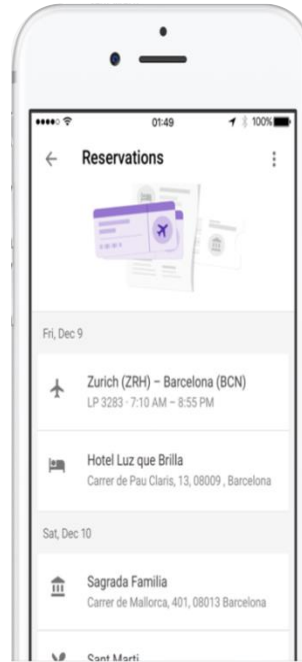 01:49
100%
Reservations
Fri, Dec 9
Zurich (ZRH) – Barcelona (BCN)
LP 3283 · 7:10 AM – 8:55 PM
Hotel Luz que Brilla
Carrer de Pau Claris, 13, 08009 , Barcelona
Sat, Dec 10
Sagrada Familia
Carrer de Mallorca, 401, 08013 Barcelona
Sant Marti